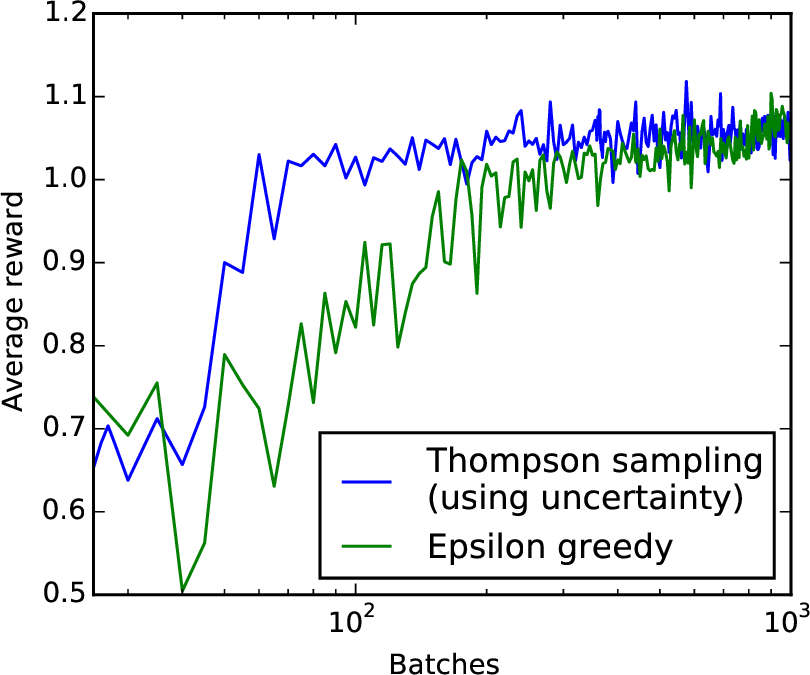 1.2
1.1
1.0
0.9
0.8
0.7
0.6
0.5
Average reward
Thompson sampling
(using uncertainty)
Epsilon greedy
10²
10³
Batches